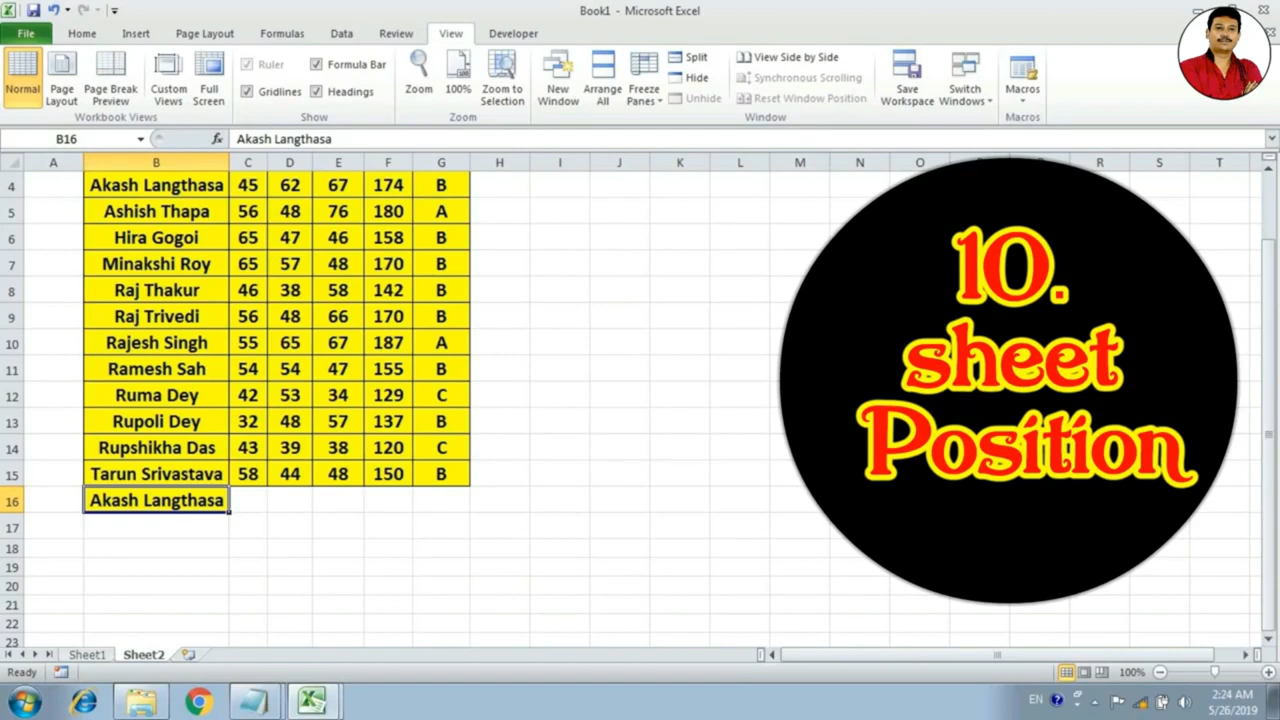 Book1 - Microsoft Excel
File Home Insert Page Layout Formulas Data Review View Developer
Normal
Page Layout
Page Break Preview
Custom Views
Full Screen
Workbook Views
Ruler
Formula Bar
Gridlines
Headings
Show
Zoom
100%
Zoom to Selection
Zoom
New Window
Arrange All
Freeze Panes
Split
Hide
Unhide
View Side by Side
Synchronous Scrolling
Reset Window Position
Window
Save Workspace
Switch Windows
Macros
Macros
B16 fx Akash Langthasa
A B C D E F G H I J K L M N O P Q R S T
4 Akash Langthasa 45 62 67 174 B
5 Ashish Thapa 56 48 76 180 A
6 Hira Gogoi 65 47 46 158 B
7 Minakshi Roy 65 57 48 170 B
8 Raj Thakur 46 38 58 142 B
9 Raj Trivedi 56 48 66 170 B
10 Rajesh Singh 55 65 67 187 A
11 Ramesh Sah 54 54 47 155 B
12 Ruma Dey 42 53 34 129 C
13 Rupoli Dey 32 48 57 137 B
14 Rupshikha Das 43 39 38 120 C
15 Tarun Srivastava 58 44 48 150 B
16 Akash Langthasa
17
18
19
20
21
22
23
10.
sheet
Position
Sheet1 Sheet2
Ready 100%
EN 2:24 AM
5/26/2019